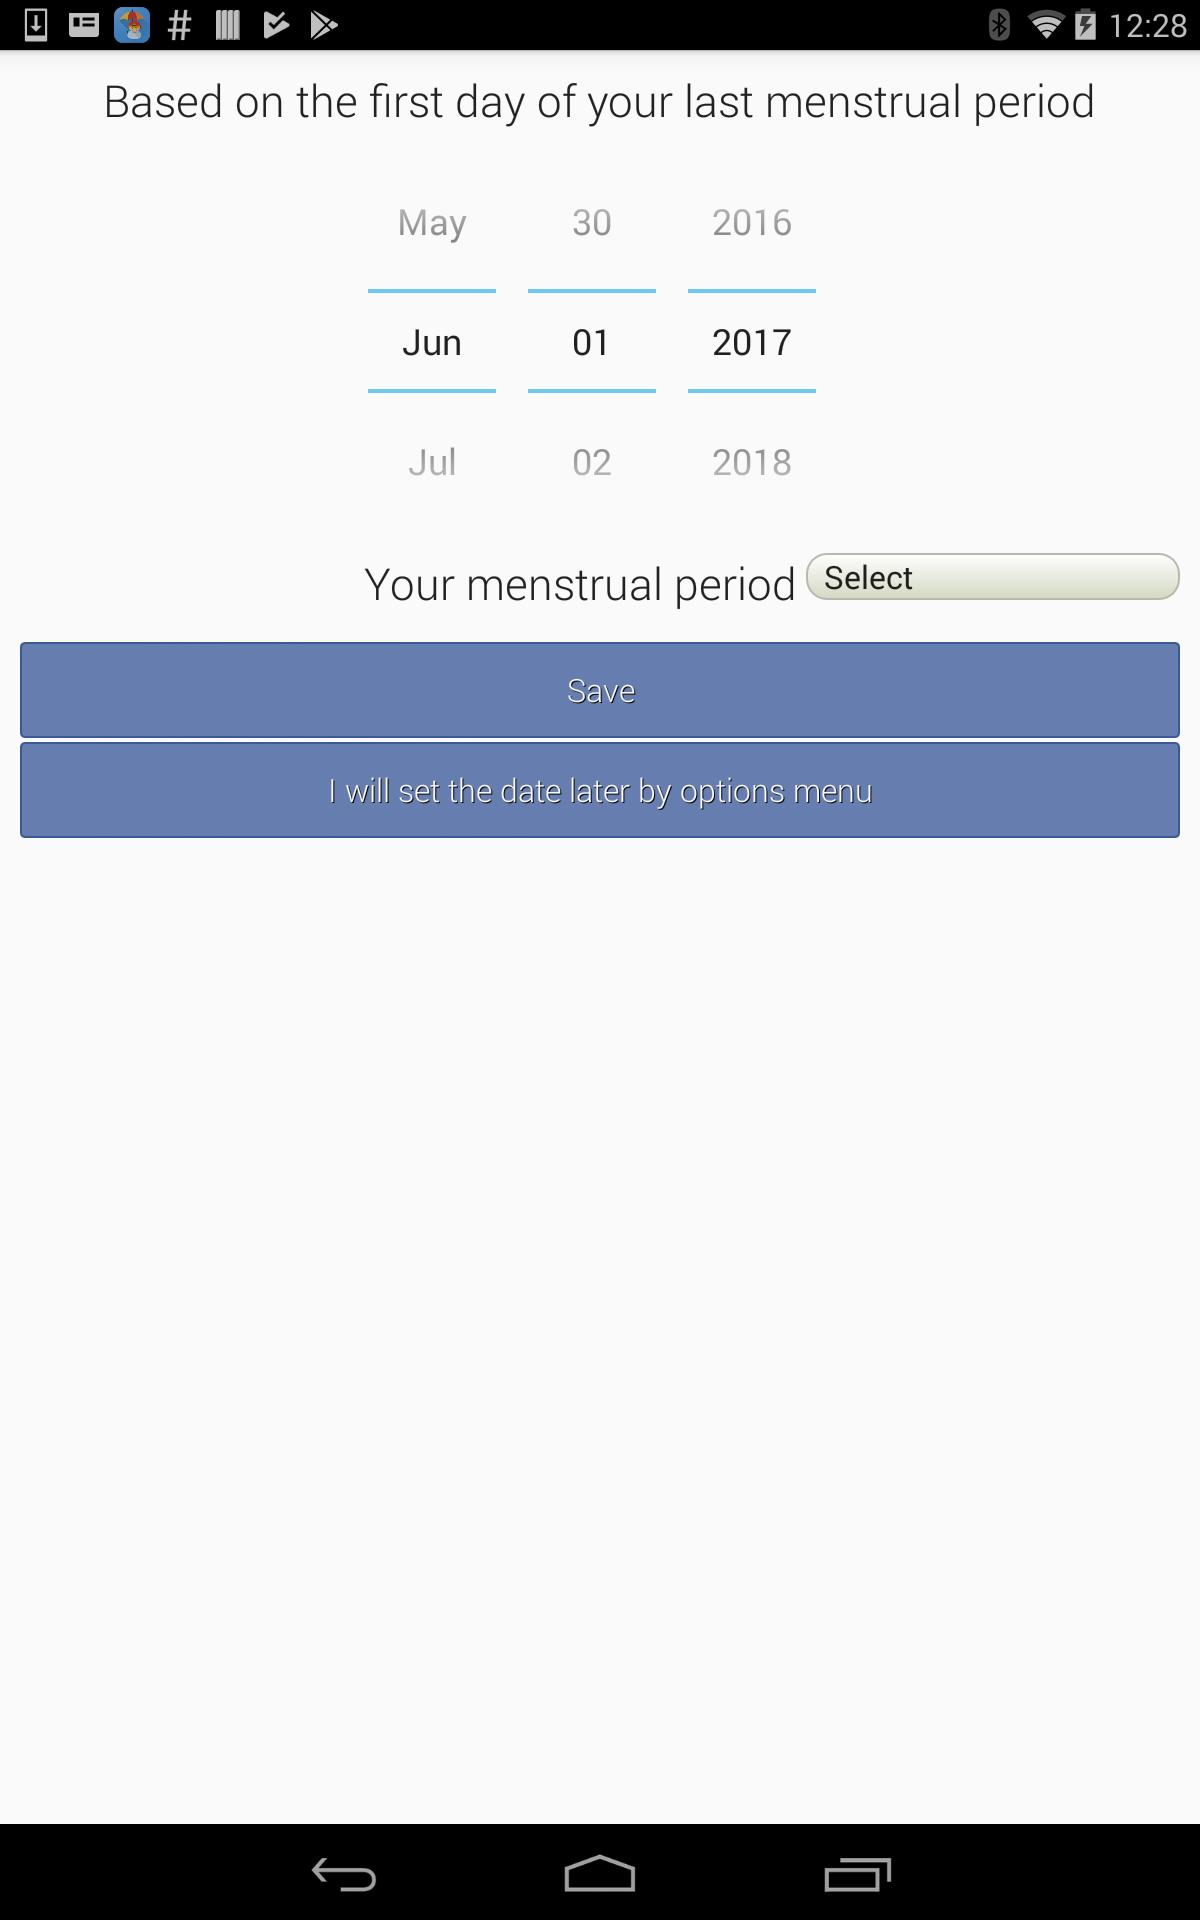 12:28
Based on the first day of your last menstrual period
May 30 2016
Jun 01 2017
Jul 02 2018
Your menstrual period Select
Save
I will set the date later by options menu